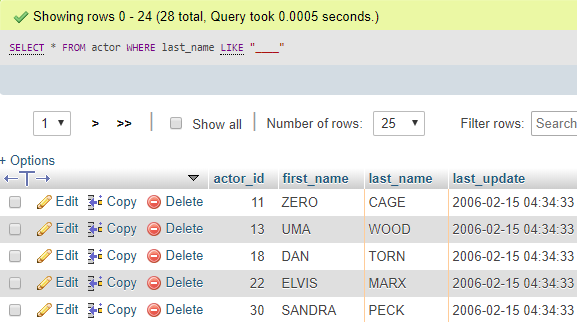 Showing rows 0 - 24 (28 total, Query took 0.0005 seconds.)
SELECT * FROM actor WHERE last_name LIKE "____"
1 > >> Show all Number of rows: 25 Filter rows: Search
+ Options
actor_id first_name last_name last_update
Edit Copy Delete 11 ZERO CAGE 2006-02-15 04:34:33
Edit Copy Delete 13 UMA WOOD 2006-02-15 04:34:33
Edit Copy Delete 18 DAN TORN 2006-02-15 04:34:33
Edit Copy Delete 22 ELVIS MARX 2006-02-15 04:34:33
Edit Copy Delete 30 SANDRA PECK 2006-02-15 04:34:33